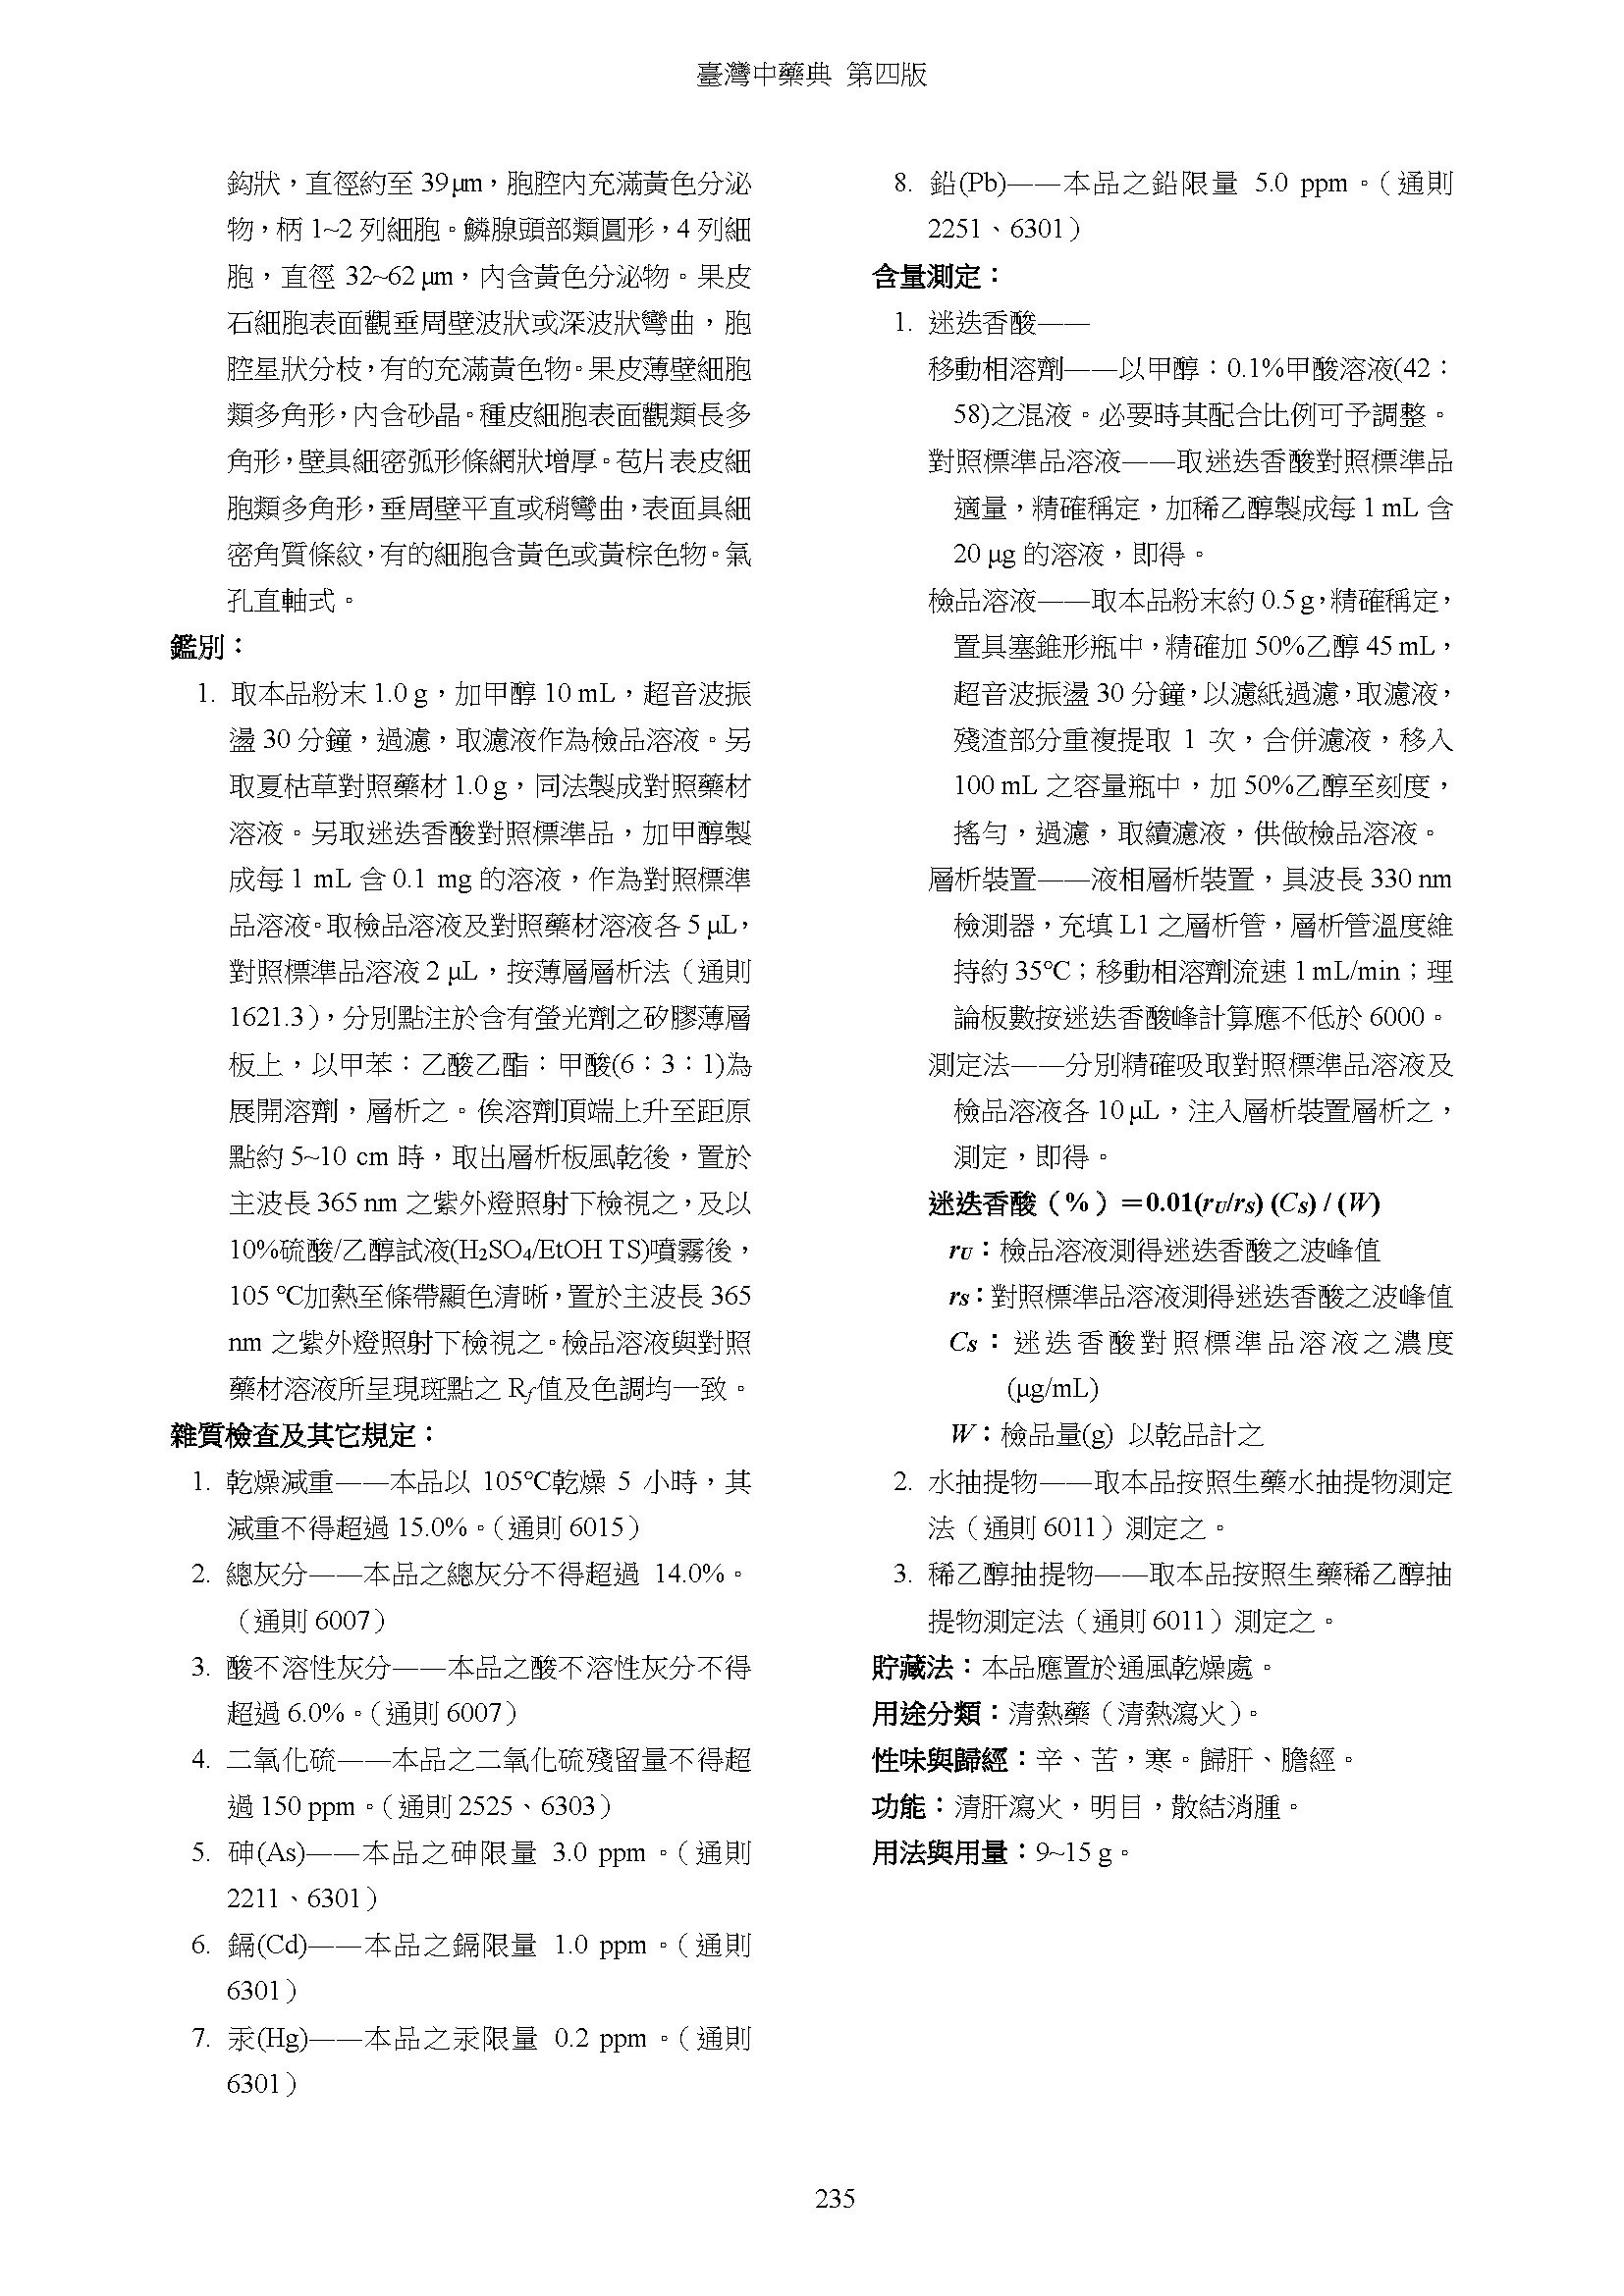 臺灣中藥典 第四版
鈎狀，直徑約至 39 μm，胞腔內充滿黃色分泌
物，柄 1~2 列細胞。鱗腺頭部類圓形，4 列細
胞，直徑 32~62 μm，內含黃色分泌物。果皮
石細胞表面觀垂周壁波狀或深波狀彎曲，胞
腔星狀分枝，有的充滿黃色物。果皮薄壁細胞
類多角形，內含砂晶。種皮細胞表面觀類長多
角形，壁具細密弧形條網狀增厚。苞片表皮細
胞類多角形，垂周壁平直或稍彎曲，表面具細
密角質條紋，有的細胞含黃色或黃棕色物。氣
孔直軸式。
鑑別：
1. 取本品粉末 1.0 g，加甲醇 10 mL，超音波振
盪 30 分鐘，過濾，取濾液作為檢品溶液。另
取夏枯草對照藥材 1.0 g，同法製成對照藥材
溶液。另取迷迭香酸對照標準品，加甲醇製
成每 1 mL 含 0.1 mg 的溶液，作為對照標準
品溶液。取檢品溶液及對照藥材溶液各 5 μL，
對照標準品溶液 2 μL，按薄層層析法（通則
1621.3），分別點注於含有螢光劑之矽膠薄層
板上，以甲苯：乙酸乙酯：甲酸(6：3：1)為
展開溶劑，層析之。俟溶劑頂端上升至距原
點約 5~10 cm 時，取出層析板風乾後，置於
主波長 365 nm 之紫外燈照射下檢視之，及以
10%硫酸/乙醇試液(H₂SO₄/EtOH TS)噴霧後，
105 ℃加熱至條帶顯色清晰，置於主波長 365
nm 之紫外燈照射下檢視之。檢品溶液與對照
藥材溶液所呈現斑點之 Rf值及色調均一致。
雜質檢查及其它規定：
1. 乾燥減重——本品以 105℃乾燥 5 小時，其
減重不得超過 15.0%。（通則 6015）
2. 總灰分——本品之總灰分不得超過 14.0%。
（通則 6007）
3. 酸不溶性灰分——本品之酸不溶性灰分不得
超過 6.0%。（通則 6007）
4. 二氧化硫——本品之二氧化硫殘留量不得超
過 150 ppm。（通則 2525、6303）
5. 砷(As)——本品之砷限量 3.0 ppm。（通則
2211、6301）
6. 鎘(Cd)——本品之鎘限量 1.0 ppm。（通則
6301）
7. 汞(Hg)——本品之汞限量 0.2 ppm。（通則
6301）
8. 鉛(Pb)——本品之鉛限量 5.0 ppm。（通則
2251、6301）
含量測定：
1. 迷迭香酸——
移動相溶劑——以甲醇：0.1%甲酸溶液(42：
58)之混液。必要時其配合比例可予調整。
對照標準品溶液——取迷迭香酸對照標準品
適量，精確稱定，加稀乙醇製成每 1 mL 含
20 μg 的溶液，即得。
檢品溶液——取本品粉末約 0.5 g，精確稱定，
置具塞錐形瓶中，精確加 50%乙醇 45 mL，
超音波振盪 30 分鐘，以濾紙過濾，取濾液，
殘渣部分重複提取 1 次，合併濾液，移入
100 mL 之容量瓶中，加 50%乙醇至刻度，
搖勻，過濾，取續濾液，供做檢品溶液。
層析裝置——液相層析裝置，具波長 330 nm
檢測器，充填 L1 之層析管，層析管溫度維
持約 35℃；移動相溶劑流速 1 mL/min；理
論板數按迷迭香酸峰計算應不低於 6000。
測定法——分別精確吸取對照標準品溶液及
檢品溶液各 10 μL，注入層析裝置層析之，
測定，即得。
迷迭香酸（%）＝0.01(rU/rS) (CS) / (W)
rU：檢品溶液測得迷迭香酸之波峰值
rS：對照標準品溶液測得迷迭香酸之波峰值
CS：迷迭香酸對照標準品溶液之濃度
(μg/mL)
W：檢品量(g) 以乾品計之
2. 水抽提物——取本品按照生藥水抽提物測定
法（通則 6011）測定之。
3. 稀乙醇抽提物——取本品按照生藥稀乙醇抽
提物測定法（通則 6011）測定之。
貯藏法：本品應置於通風乾燥處。
用途分類：清熱藥（清熱瀉火）。
性味與歸經：辛、苦，寒。歸肝、膽經。
功能：清肝瀉火，明目，散結消腫。
用法與用量：9~15 g。
235